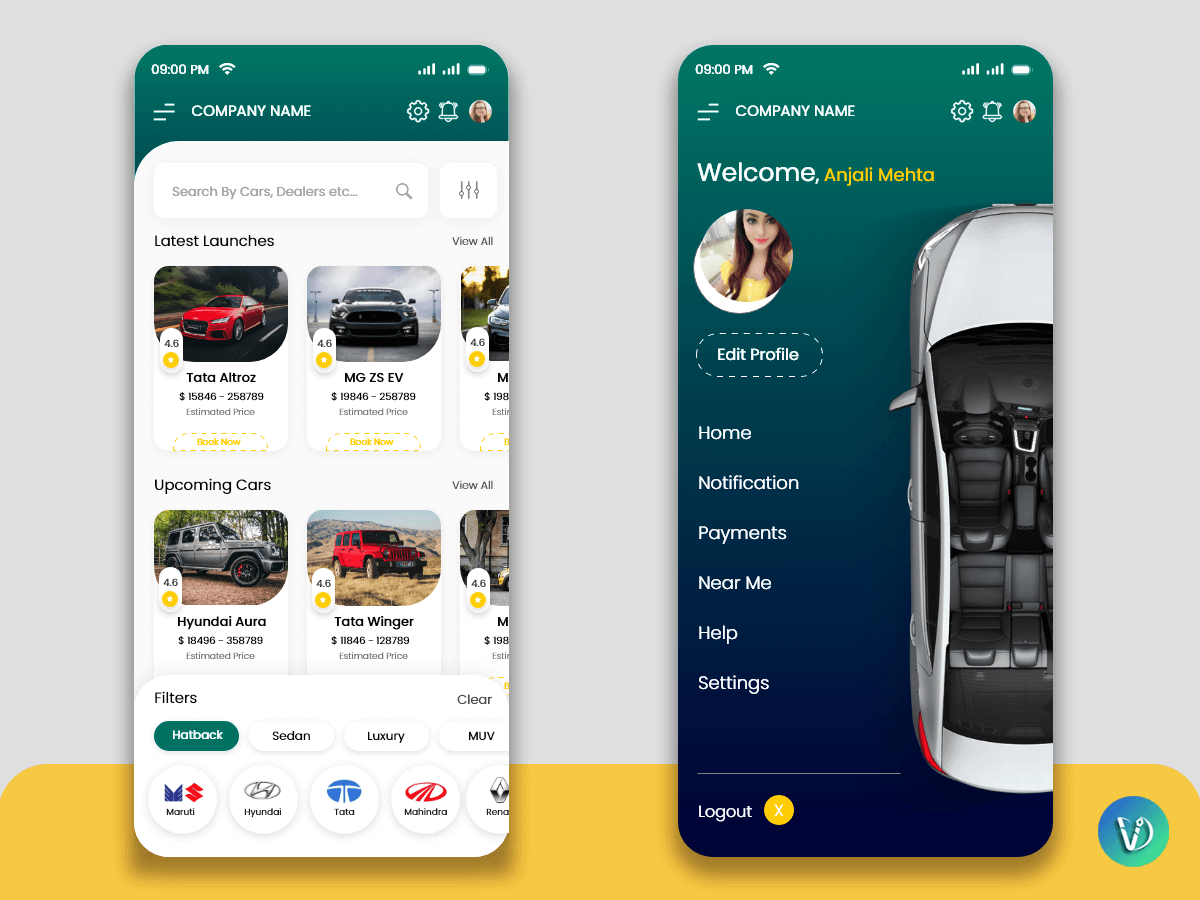 09:00 PM
COMPANY NAME
Search By Cars, Dealers etc...
Latest Launches
View All
4.6
Tata Altroz
$ 15846 - 258789
Estimated Price
Book Now
4.6
MG ZS EV
$ 19846 - 258789
Estimated Price
Book Now
4.6
M
$ 198
Esti
B
Upcoming Cars
View All
4.6
Hyundai Aura
$ 18496 - 358789
Estimated Price
4.6
Tata Winger
$ 11846 - 128789
Estimated Price
4.6
M
$ 198
Esti
B
Filters
Clear
Hatback
Sedan
Luxury
MUV
Maruti
Hyundai
Tata
Mahindra
Rena
09:00 PM
COMPANY NAME
Welcome, Anjali Mehta
Edit Profile
Home
Notification
Payments
Near Me
Help
Settings
Logout X